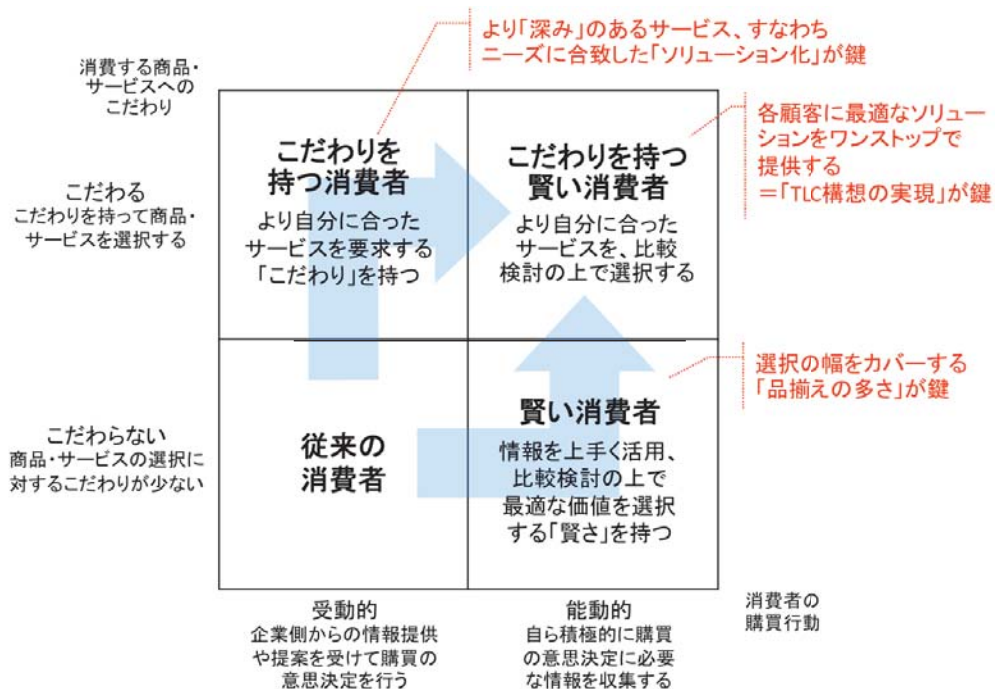 より「深み」のあるサービス、すなわち
ニーズに合致した「ソリューション化」が鍵
消費する商品・
サービスへの
こだわり
各顧客に最適なソリュー
ションをワンストップで
提供する
＝「TLC構想の実現」が鍵
こだわる
こだわりを持って商品・
サービスを選択する
こだわりを
持つ消費者
より自分に合った
サービスを要求する
「こだわり」を持つ
こだわりを持つ
賢い消費者
より自分に合った
サービスを、比較
検討の上で選択する
選択の幅をカバーする
「品揃えの多さ」が鍵
こだわらない
商品・サービスの選択に
対するこだわりが少ない
従来の
消費者
賢い消費者
情報を上手く活用、
比較検討の上で
最適な価値を選択
する「賢さ」を持つ
受動的
企業側からの情報提供
や提案を受けて購買の
意思決定を行う
能動的
自ら積極的に購買
の意思決定に必要
な情報を収集する
消費者の
購買行動